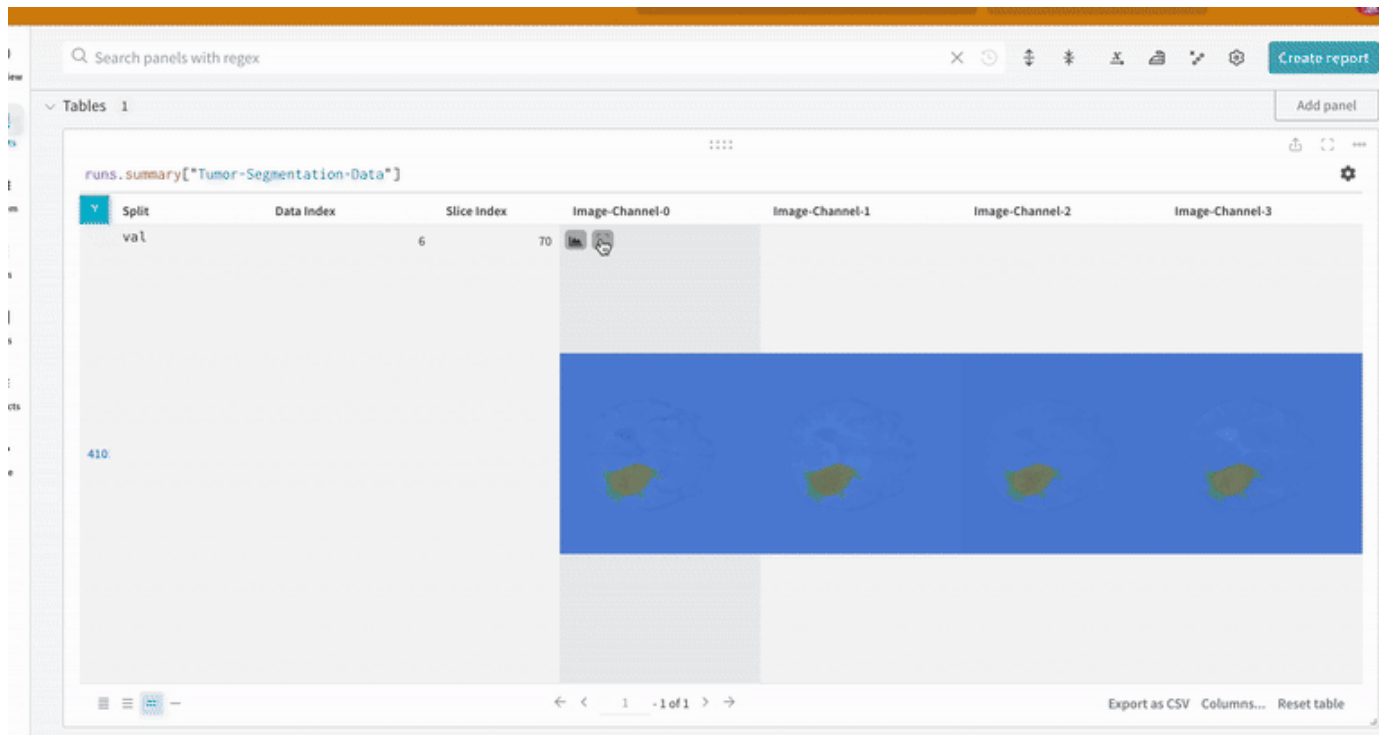 Search panels with regex
Create report
Tables 1
Add panel
runs.summary["Tumor-Segmentation-Data"]
Split Data Index Slice Index Image-Channel-0 Image-Channel-1 Image-Channel-2 Image-Channel-3
val 6 70
410
1 - 1 of 1
Export as CSV Columns... Reset table